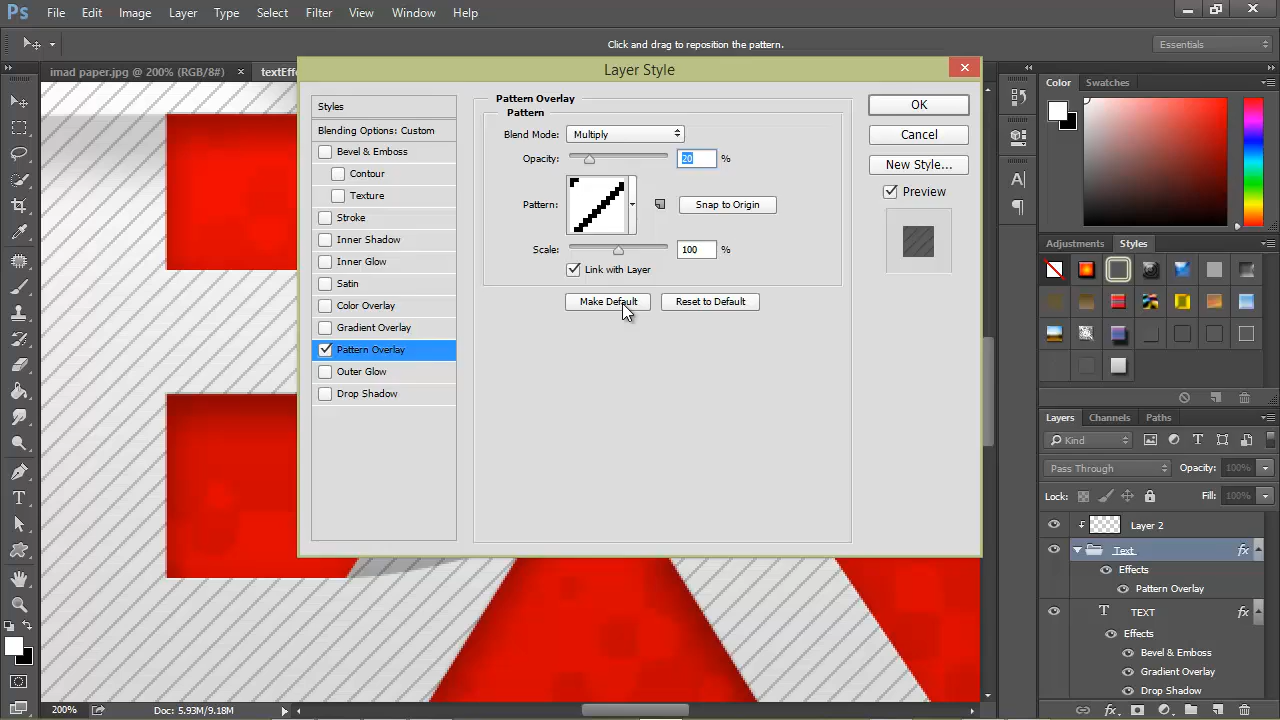 Ps File Edit Image Layer Type Select Filter View Window Help
Click and drag to reposition the pattern.
Essentials
imad paper.jpg @ 200% (RGB/8#)
textEff
Layer Style
Color Swatches
Styles
Blending Options: Custom
Bevel & Emboss
Contour
Texture
Stroke
Inner Shadow
Inner Glow
Satin
Color Overlay
Gradient Overlay
Pattern Overlay
Outer Glow
Drop Shadow
Pattern Overlay
Pattern
Blend Mode: Multiply
Opacity: 20 %
Pattern: Snap to Origin
Scale: 100 %
Link with Layer
Make Default Reset to Default
OK
Cancel
New Style...
Preview
Adjustments Styles
Layers Channels Paths
Kind
Pass Through Opacity: 100%
Lock: Fill: 100%
Layer 2
Text fx
Effects
Pattern Overlay
T TEXT fx
Effects
Bevel & Emboss
Gradient Overlay
Drop Shadow
200% Doc: 5.93M/9.18M